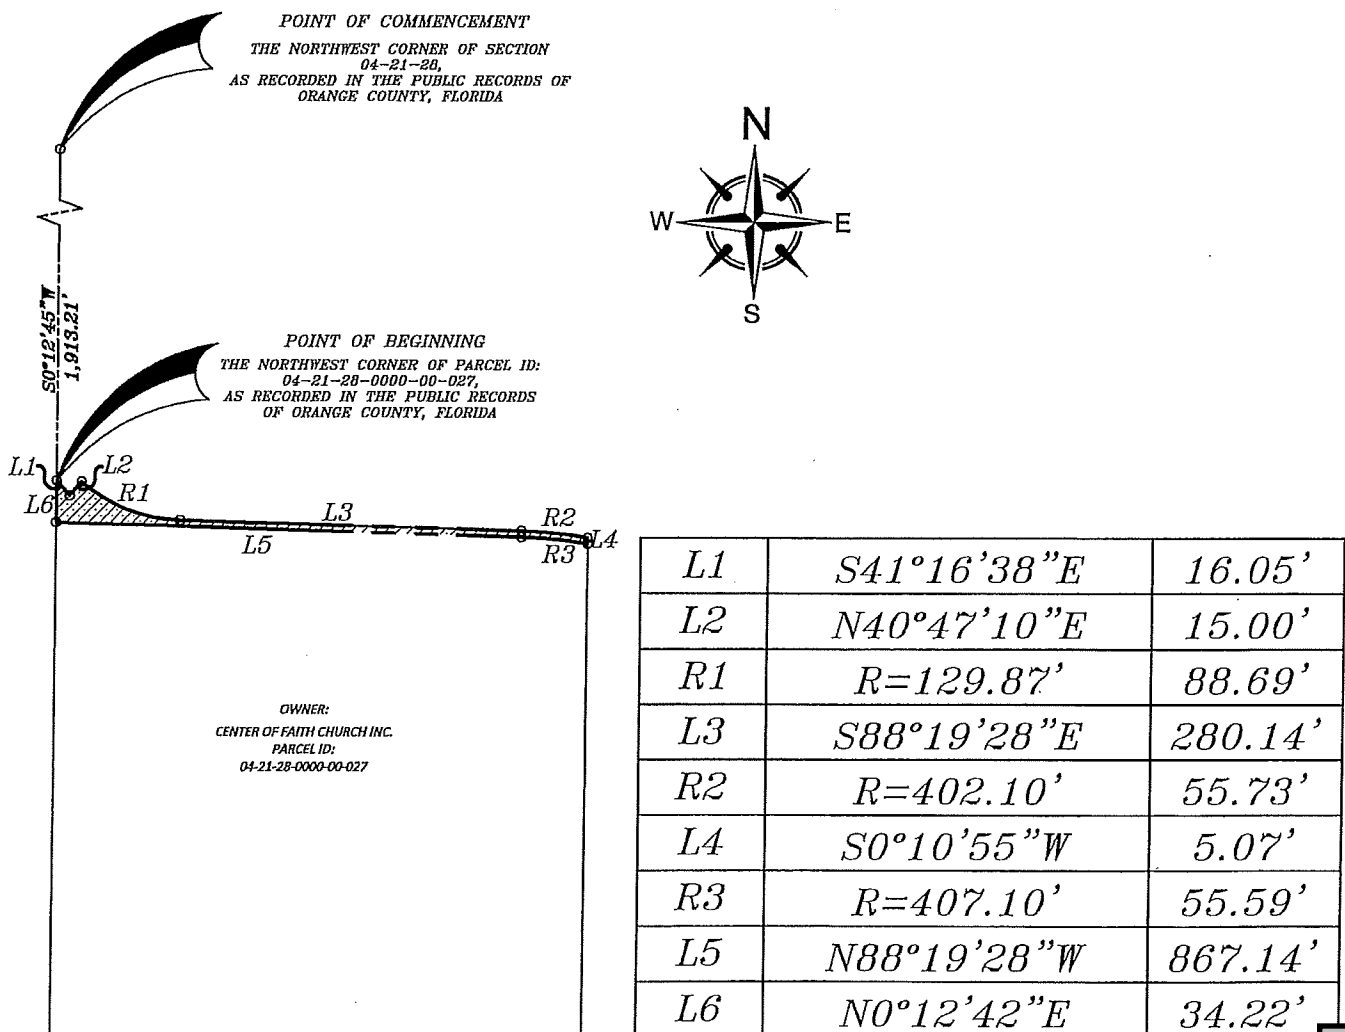 POINT OF COMMENCEMENT
THE NORTHWEST CORNER OF SECTION
04-21-28,
AS RECORDED IN THE PUBLIC RECORDS OF
ORANGE COUNTY, FLORIDA
N
W
E
S
S0°12'45"W
1,913.21'
POINT OF BEGINNING
THE NORTHWEST CORNER OF PARCEL ID:
04-21-28-0000-00-027,
AS RECORDED IN THE PUBLIC RECORDS
OF ORANGE COUNTY, FLORIDA
L1
L2
L6
R1
L3
R2
L4
L5
R3
OWNER:
CENTER OF FAITH CHURCH INC.
PARCEL ID:
04-21-28-0000-00-027
L1 S41°16'38"E 16.05'
L2 N40°47'10"E 15.00'
R1 R=129.87' 88.69'
L3 S88°19'28"E 280.14'
R2 R=402.10' 55.73'
L4 S0°10'55"W 5.07'
R3 R=407.10' 55.59'
L5 N88°19'28"W 867.14'
L6 N0°12'42"E 34.22'